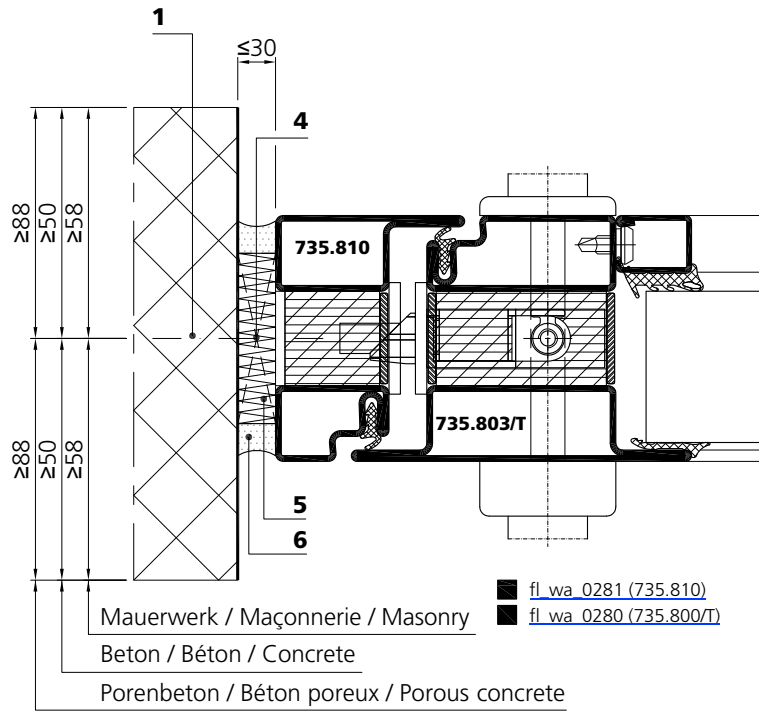 1
≤30
4
≥88
≥50
≥58
735.810
≥88
≥50
≥58
735.803/T
5
6
fl_wa_0281 (735.810)
fl_wa_0280 (735.800/T)
Mauerwerk / Maçonnerie / Masonry
Beton / Béton / Concrete
Porenbeton / Béton poreux / Porous concrete